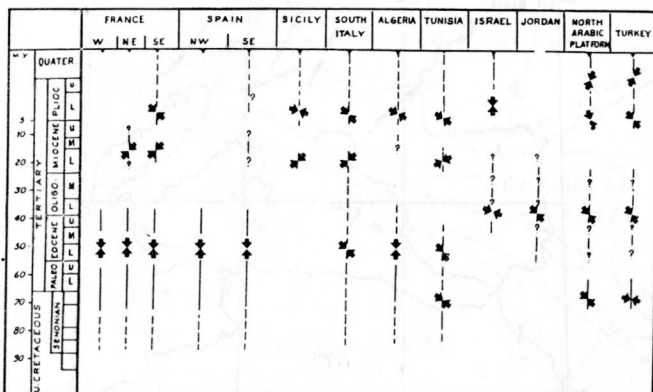 FRANCE SPAIN SICILY SOUTH ITALY ALGERIA TUNISIA ISRAEL JORDAN NORTH ARABIC PLATFORM TURKEY
W NE SE NW SE
M Y
QUATER
TERTIARY
PLIOC U L
5
MIOCENE U M L
10
20
OLIGO M L
30
40
EOCENE U M L
50
PALEO U L
60
U.CRETACEOUS
SENONIAN
70
80
90
? ? ? ? ? ? ? ? ? ? ? ? ? ? ? ?